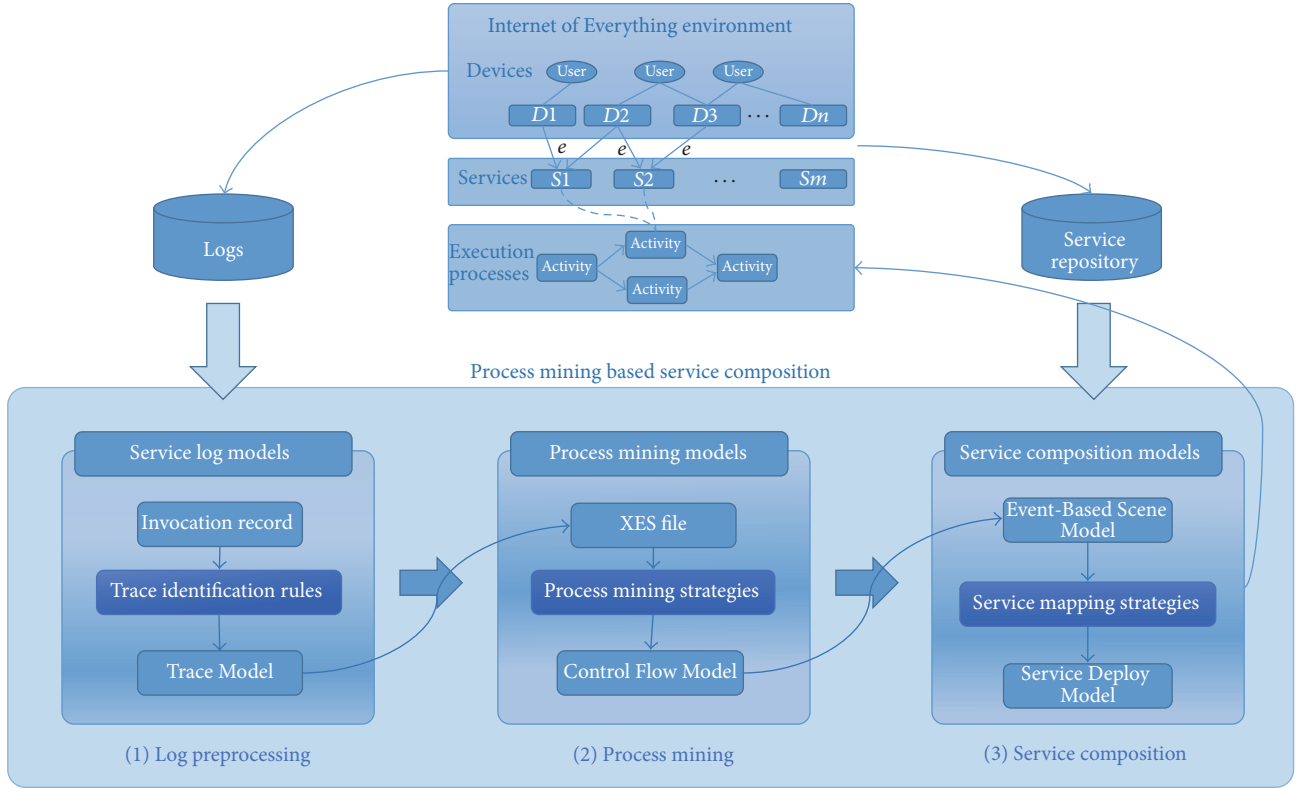 Internet of Everything environment
Devices
User
User
User
D1
D2
D3
...
Dn
e
e
e
Services
S1
S2
...
Sm
Execution
processes
Activity
Activity
Activity
Activity
Logs
Service
repository
Process mining based service composition
Service log models
Invocation record
Trace identification rules
Trace Model
(1) Log preprocessing
Process mining models
XES file
Process mining strategies
Control Flow Model
(2) Process mining
Service composition models
Event-Based Scene
Model
Service mapping strategies
Service Deploy
Model
(3) Service composition